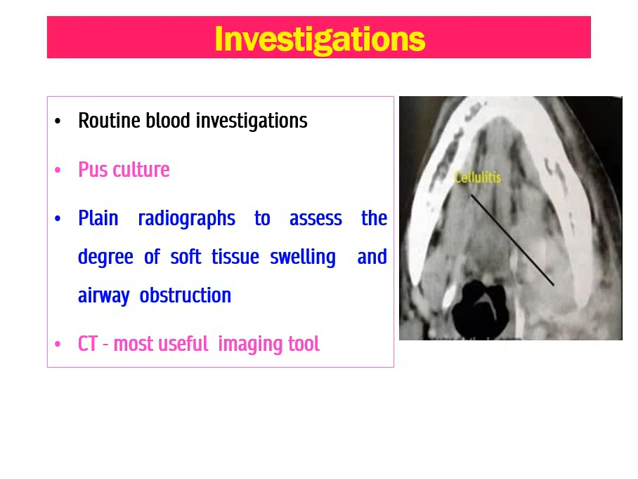 Investigations
• Routine blood investigations
• Pus culture
• Plain radiographs to assess the
degree of soft tissue swelling and
airway obstruction
• CT - most useful imaging tool
Cellulitis